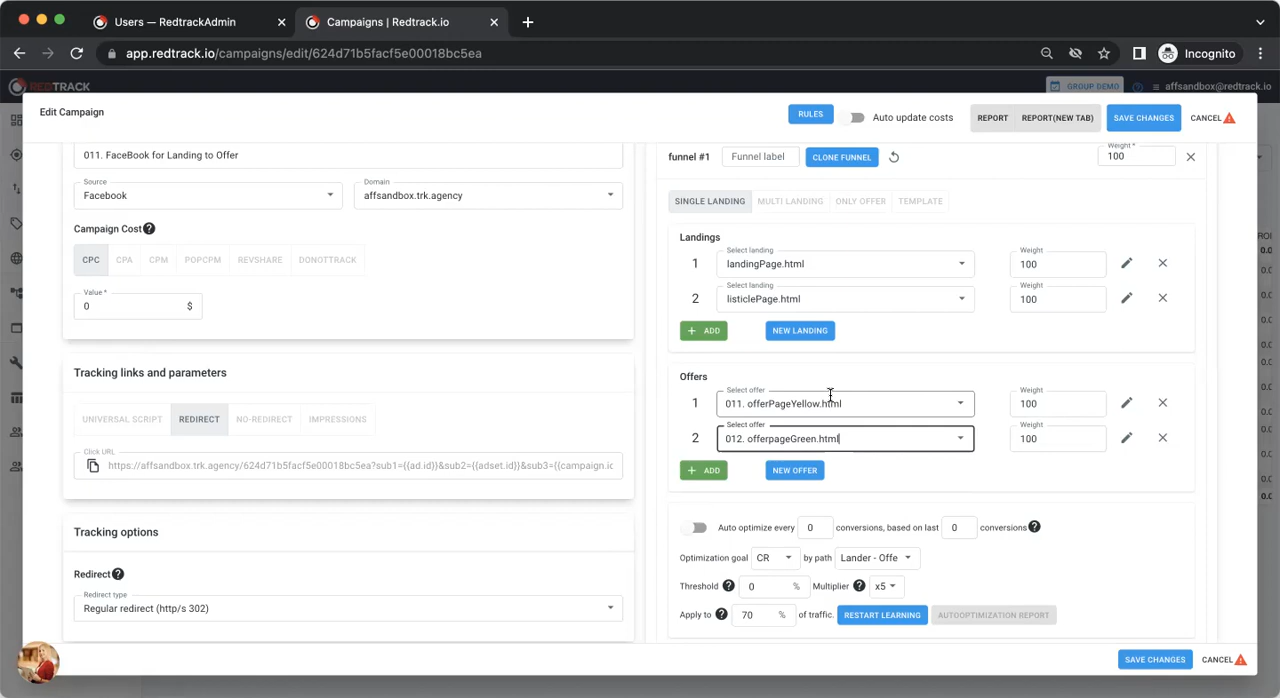 Users — RedtrackAdmin
Campaigns | Redtrack.io
app.redtrack.io/campaigns/edit/624d71b5facf5e00018bc5ea
Incognito
REDTRACK
GROUP DEMO
affsandbox@redtrack.io
Edit Campaign
RULES
Auto update costs
REPORT
REPORT(NEW TAB)
SAVE CHANGES
CANCEL
011. FaceBook for Landing to Offer
Source
Facebook
Domain
affsandbox.trk.agency
Campaign Cost
CPC
CPA
CPM
POPCPM
REVSHARE
DONOTTRACK
Value *
0
$
Tracking links and parameters
UNIVERSAL SCRIPT
REDIRECT
NO-REDIRECT
IMPRESSIONS
Click URL
https://affsandbox.trk.agency/624d71b5facf5e00018bc5ea?sub1={{ad.id}}&sub2={{adset.id}}&sub3={{campaign.ic
Tracking options
Redirect
Redirect type
Regular redirect (http/s 302)
funnel #1
Funnel label
CLONE FUNNEL
Weight *
100
SINGLE LANDING
MULTI LANDING
ONLY OFFER
TEMPLATE
Landings
1
Select landing
landingPage.html
Weight
100
2
Select landing
listiclePage.html
Weight
100
+ ADD
NEW LANDING
Offers
1
Select offer
011. offerPageYellow.html
Weight
100
2
Select offer
012. offerpageGreen.html
Weight
100
+ ADD
NEW OFFER
Auto optimize every 0 conversions, based on last 0 conversions
Optimization goal CR by path Lander - Offe
Threshold 0 % Multiplier x5
Apply to 70 % of traffic. RESTART LEARNING AUTOOPTIMIZATION REPORT
SAVE CHANGES
CANCEL